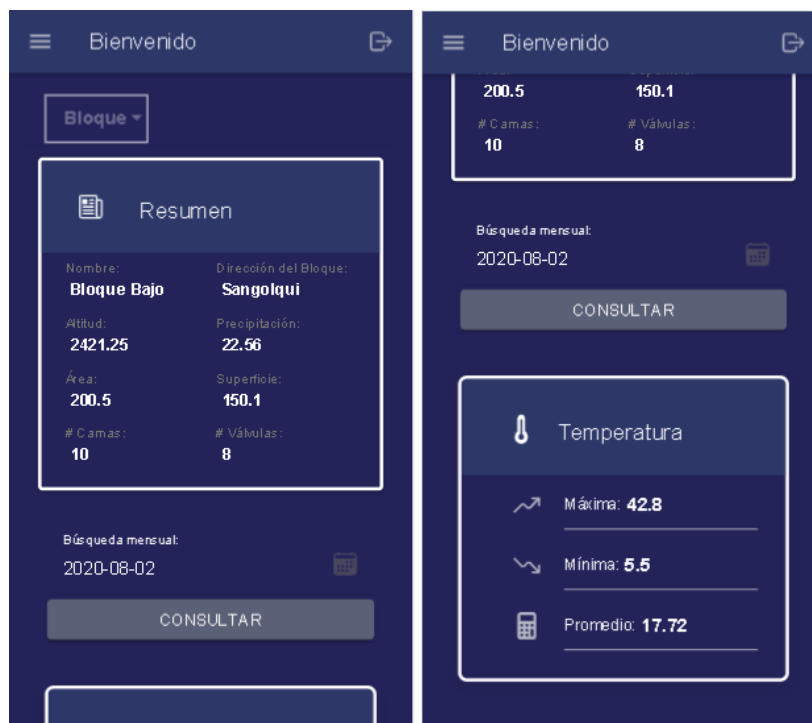 Bienvenido
Bloque
Resumen
Nombre: Dirección del Bloque:
Bloque Bajo Sangolqui
Altitud: Precipitación:
2421.25 22.56
Área: Superficie:
200.5 150.1
# Camas: # Válvulas:
10 8
Búsqueda mensual:
2020-08-02
CONSULTAR
Bienvenido
200.5 150.1
# Camas: # Válvulas:
10 8
Búsqueda mensual:
2020-08-02
CONSULTAR
Temperatura
Máxima: 42.8
Mínima: 5.5
Promedio: 17.72